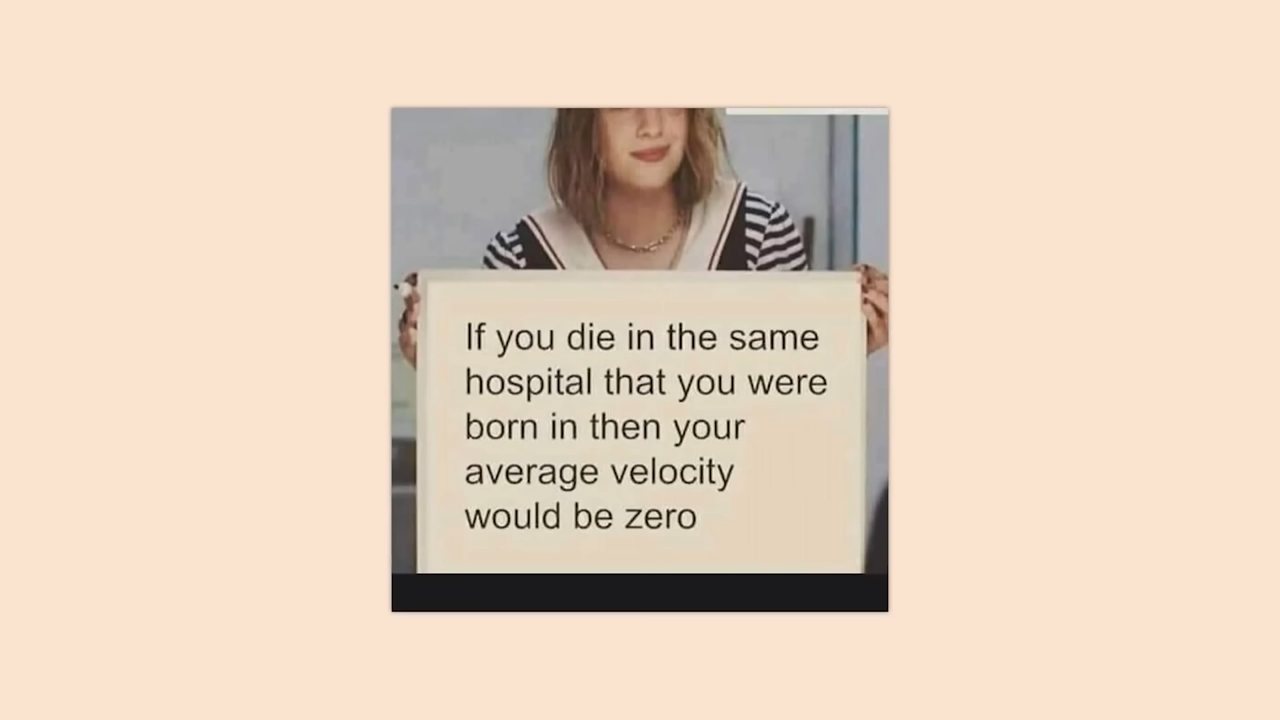 If you die in the same
hospital that you were
born in then your
average velocity
would be zero